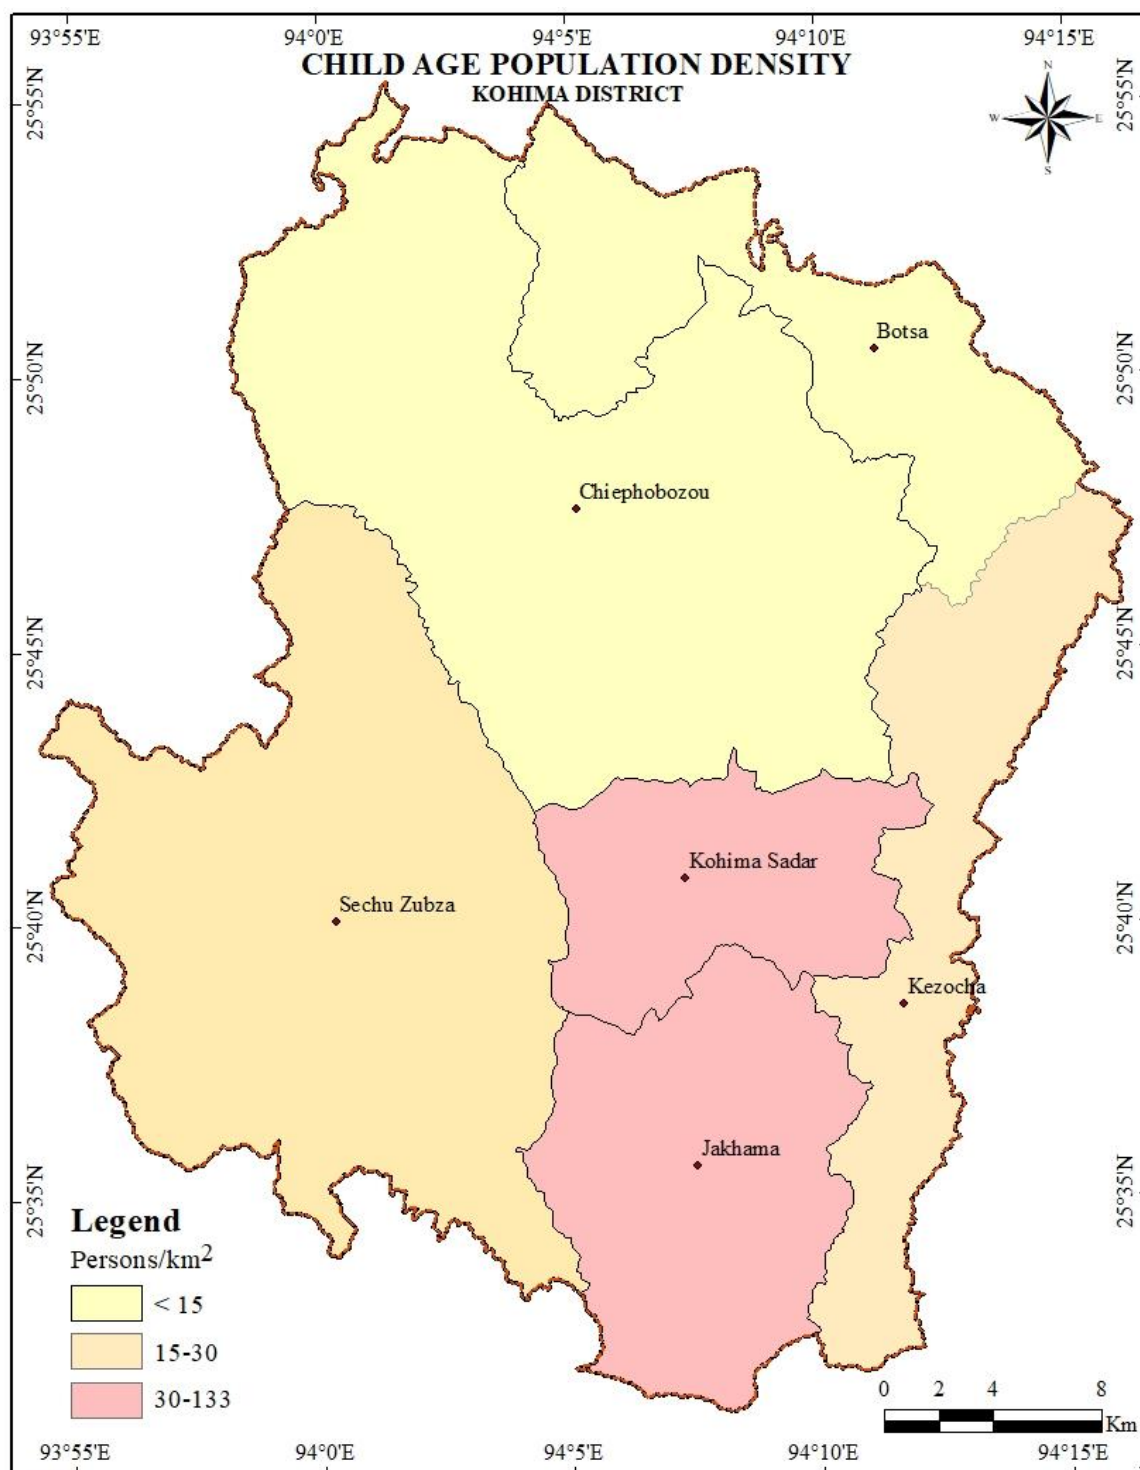 93°55'E 94°0'E 94°5'E 94°10'E 94°15'E
CHILD AGE POPULATION DENSITY
KOHIMA DISTRICT
N
W E
S
25°55'N 25°55'N
Botsa
25°50'N 25°50'N
Chiephobozou
25°45'N 25°45'N
Kohima Sadar
Sechu Zubza
25°40'N 25°40'N
Kezocha
Jakhama
25°35'N 25°35'N
Legend
Persons/km²
< 15
15-30
30-133
0 2 4 8
Km
93°55'E 94°0'E 94°5'E 94°10'E 94°15'E